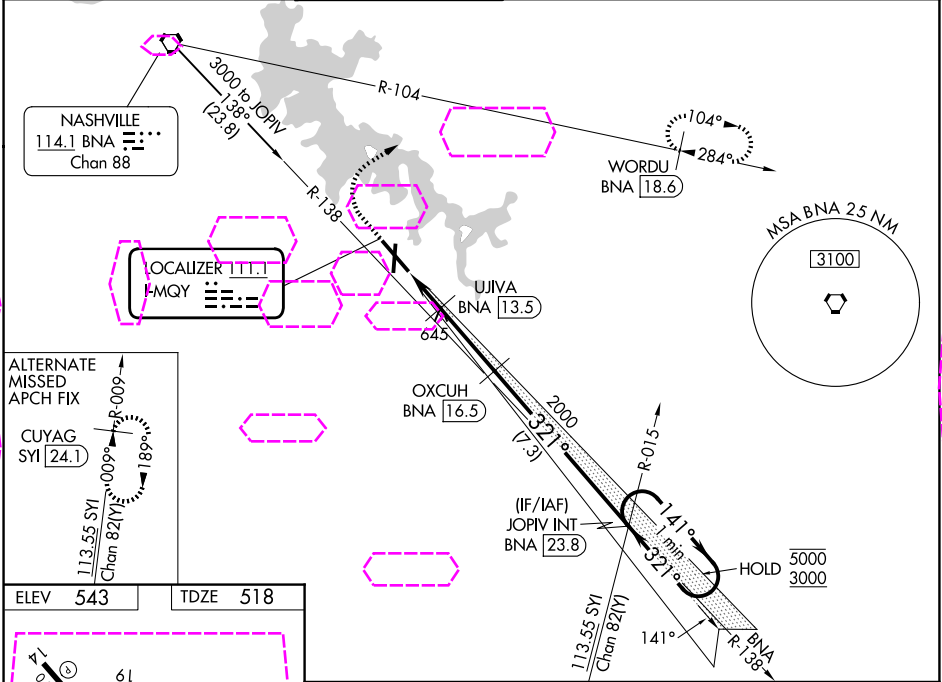 3000 to JOPIV
138°
(23.8)
R-104
104°
284°
NASHVILLE
114.1 BNA
Chan 88
WORDU
BNA 18.6
R-138
MSA BNA 25 NM
3100
LOCALIZER 111.1
I-MQY
UJIVA
BNA 13.5
645
ALTERNATE
MISSED
APCH FIX
R-009
CUYAG
SYI 24.1
009°
189°
113.55 SYI
Chan 82(Y)
OXCUH
BNA 16.5
2000
321°
(7.3)
R-015
(IF/IAF)
JOPIV INT
BNA 23.8
141°
1 min
321°
HOLD
5000
3000
141°
BNA
R-138
113.55 SYI
Chan 82(Y)
ELEV 543
TDZE 518
14
P
19